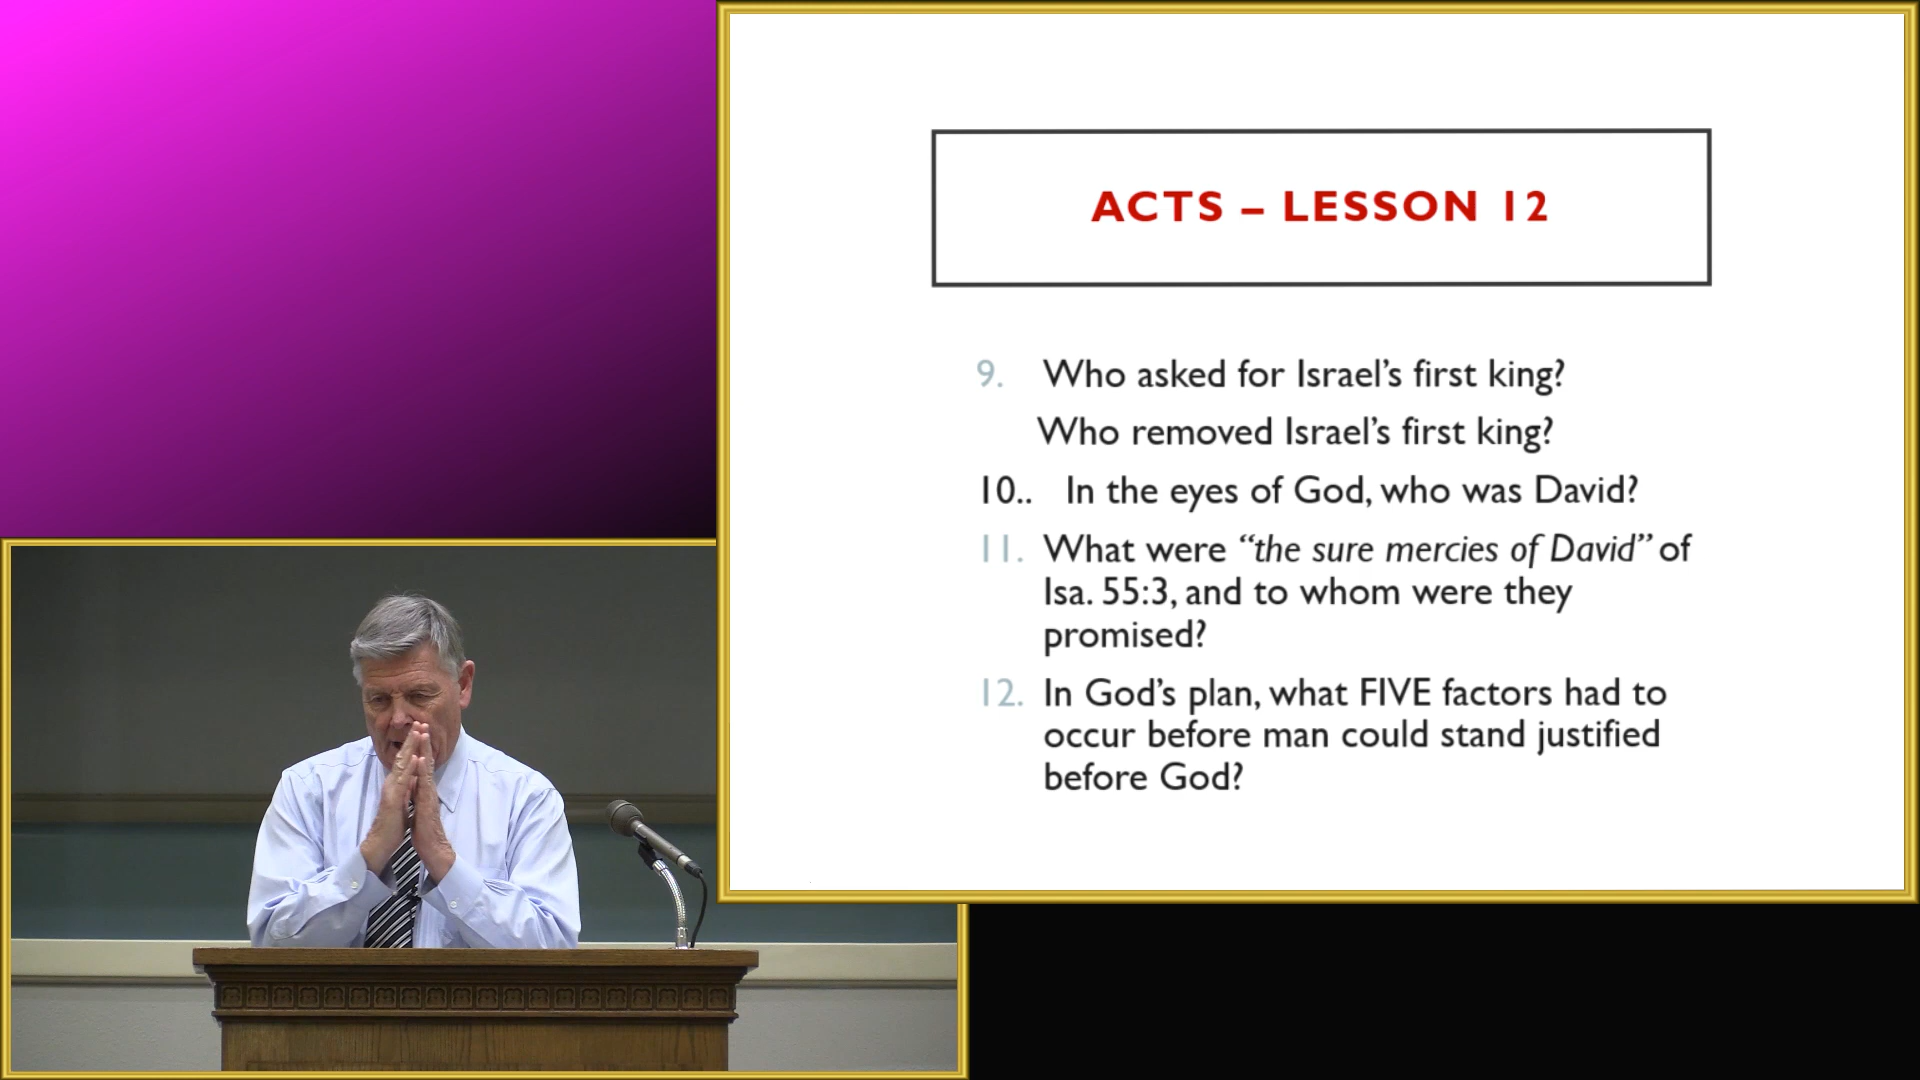 ACTS – LESSON 12
9. Who asked for Israel’s first king?
Who removed Israel’s first king?
10.. In the eyes of God, who was David?
11. What were “the sure mercies of David” of
Isa. 55:3, and to whom were they
promised?
12. In God’s plan, what FIVE factors had to
occur before man could stand justified
before God?